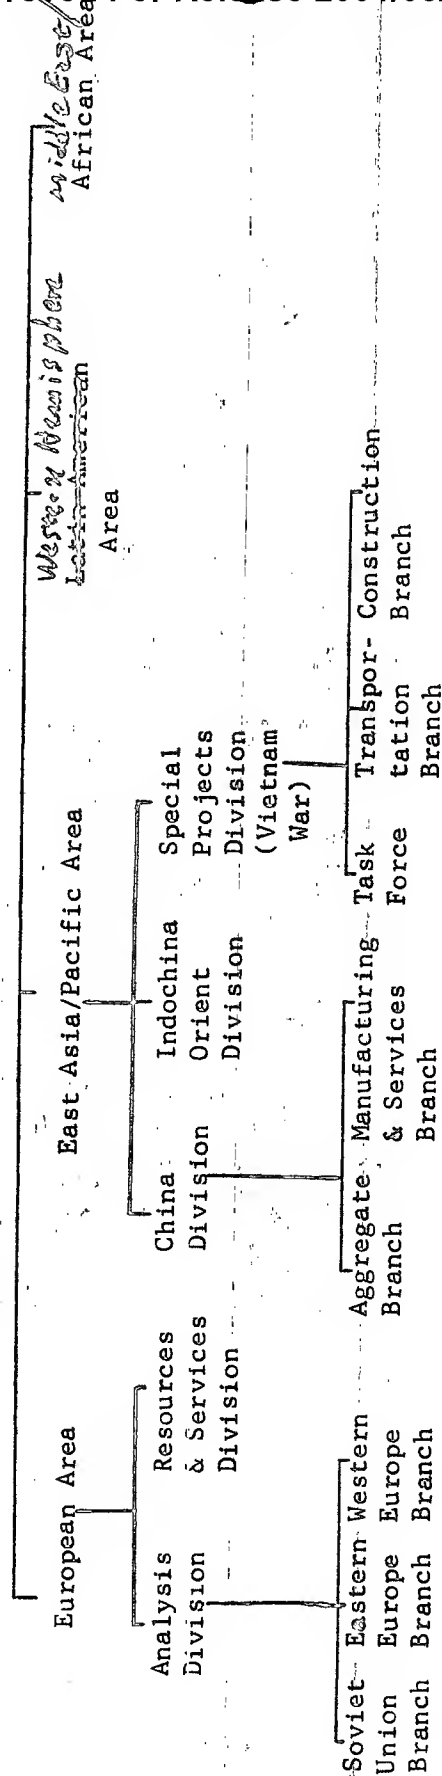 Middle East/
African Area
Western Hemisphere
Latin American
Area
East Asia/Pacific Area
European Area
Special
Projects
Division
(Vietnam
War)
Indochina
Orient
Division
China
Division
Resources
& Services
Division
Analysis
Division
Construction
Branch
Transpor-
tation
Branch
Task
Force
Manufacturing
& Services
Branch
Aggregate
Branch
Western
Europe
Branch
Eastern
Europe
Branch
Soviet
Union
Branch